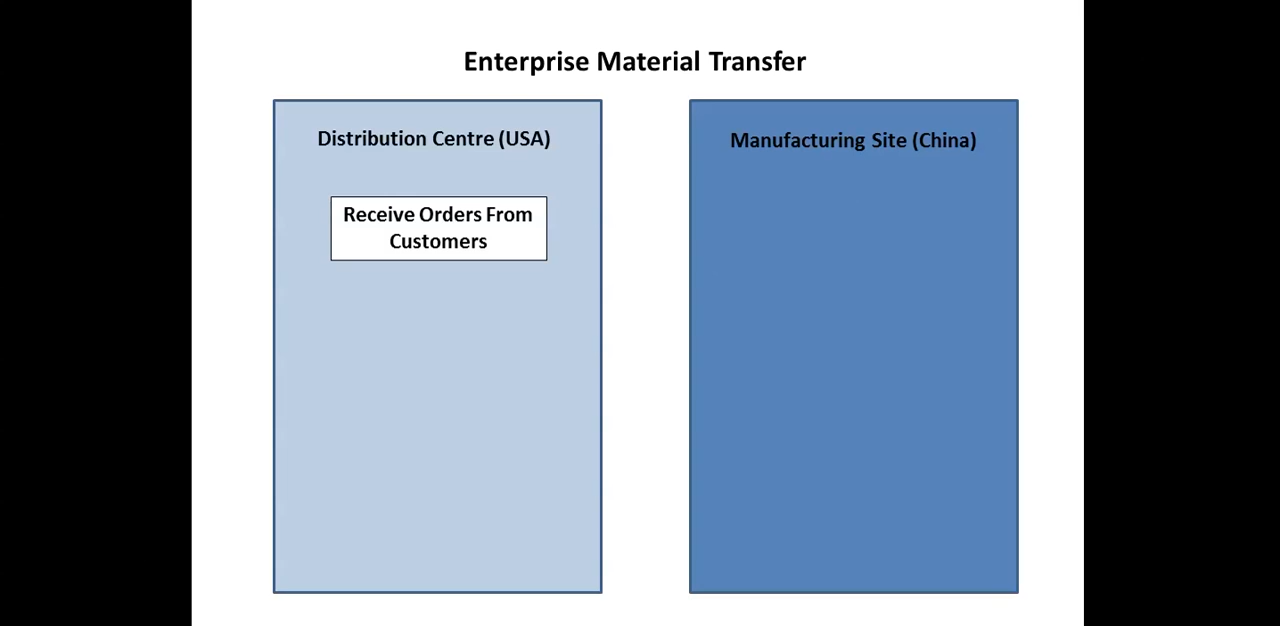 Enterprise Material Transfer
Distribution Centre (USA)
Manufacturing Site (China)
Receive Orders From
Customers